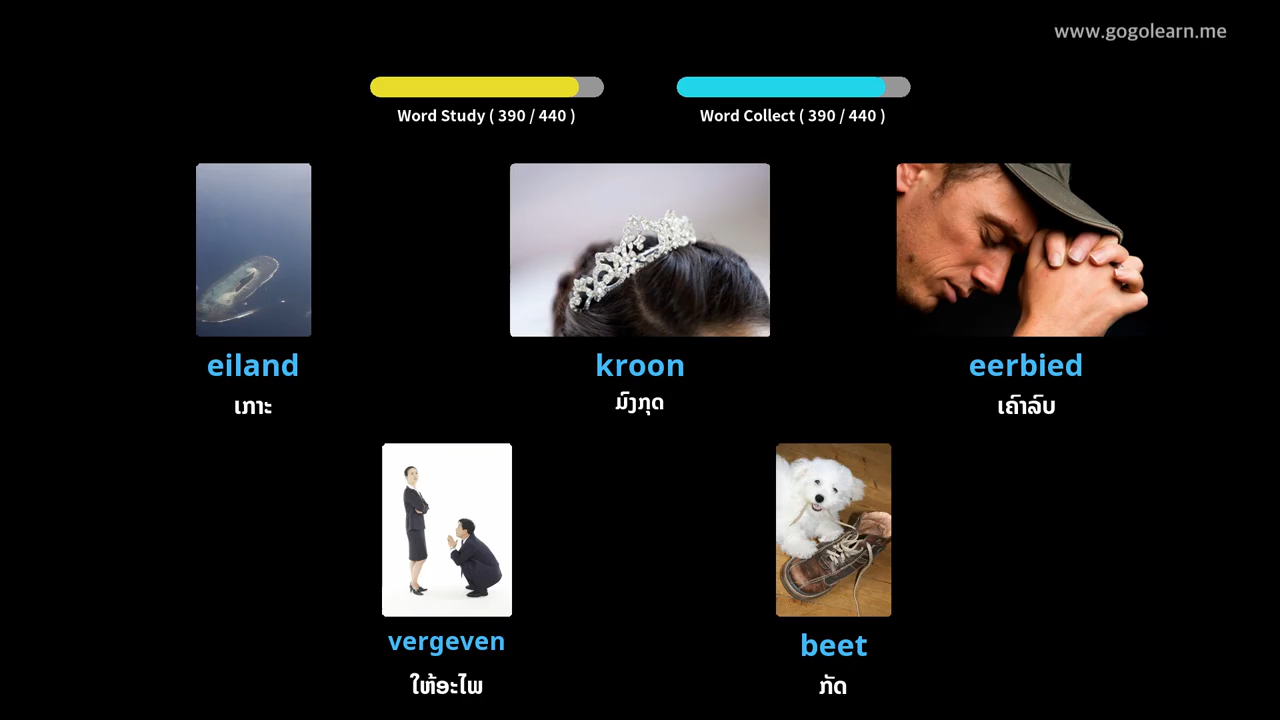 www.gogolearn.me
Word Study ( 390 / 440 )
Word Collect ( 390 / 440 )
eiland
ເກາະ
kroon
ມົງກຸດ
eerbied
ເຄົາລົບ
vergeven
ໃຫ້ອະໄພ
beet
ກັດ